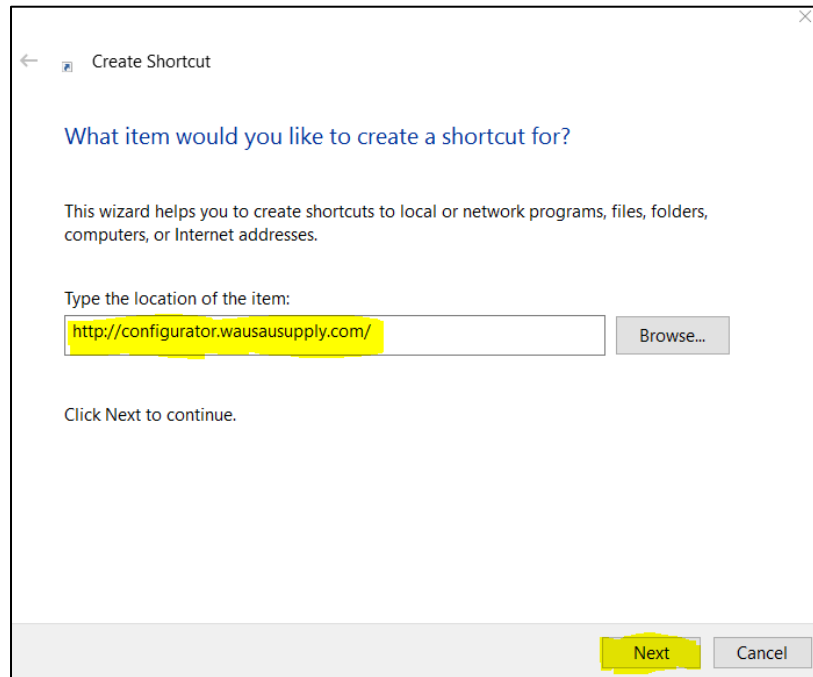 Create Shortcut
What item would you like to create a shortcut for?
This wizard helps you to create shortcuts to local or network programs, files, folders,
computers, or Internet addresses.
Type the location of the item:
http://configurator.wausausupply.com/
Browse...
Click Next to continue.
Next
Cancel